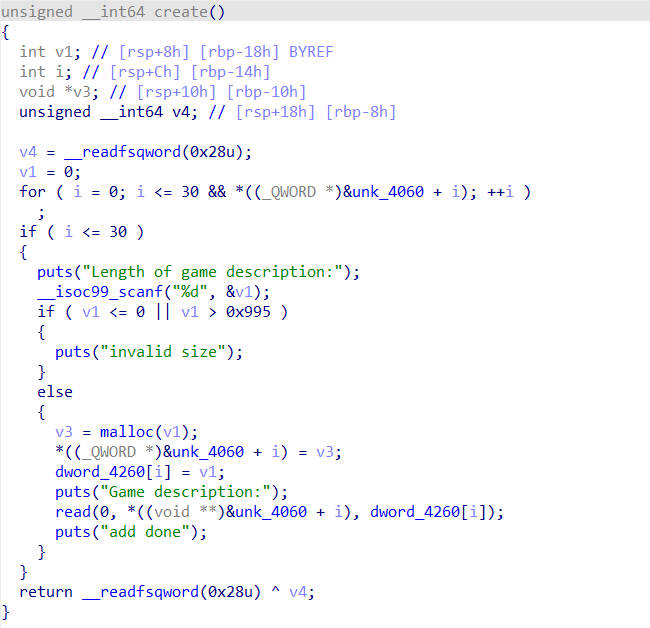 unsigned __int64 create()
{
  int v1; // [rsp+8h] [rbp-18h] BYREF
  int i; // [rsp+Ch] [rbp-14h]
  void *v3; // [rsp+10h] [rbp-10h]
  unsigned __int64 v4; // [rsp+18h] [rbp-8h]

  v4 = __readfsqword(0x28u);
  v1 = 0;
  for ( i = 0; i <= 30 && *((_QWORD *)&unk_4060 + i); ++i )
    ;
  if ( i <= 30 )
  {
    puts("Length of game description:");
    __isoc99_scanf("%d", &v1);
    if ( v1 <= 0 || v1 > 0x995 )
    {
      puts("invalid size");
    }
    else
    {
      v3 = malloc(v1);
      *((_QWORD *)&unk_4060 + i) = v3;
      dword_4260[i] = v1;
      puts("Game description:");
      read(0, *((void **)&unk_4060 + i), dword_4260[i]);
      puts("add done");
    }
  }
  return __readfsqword(0x28u) ^ v4;
}